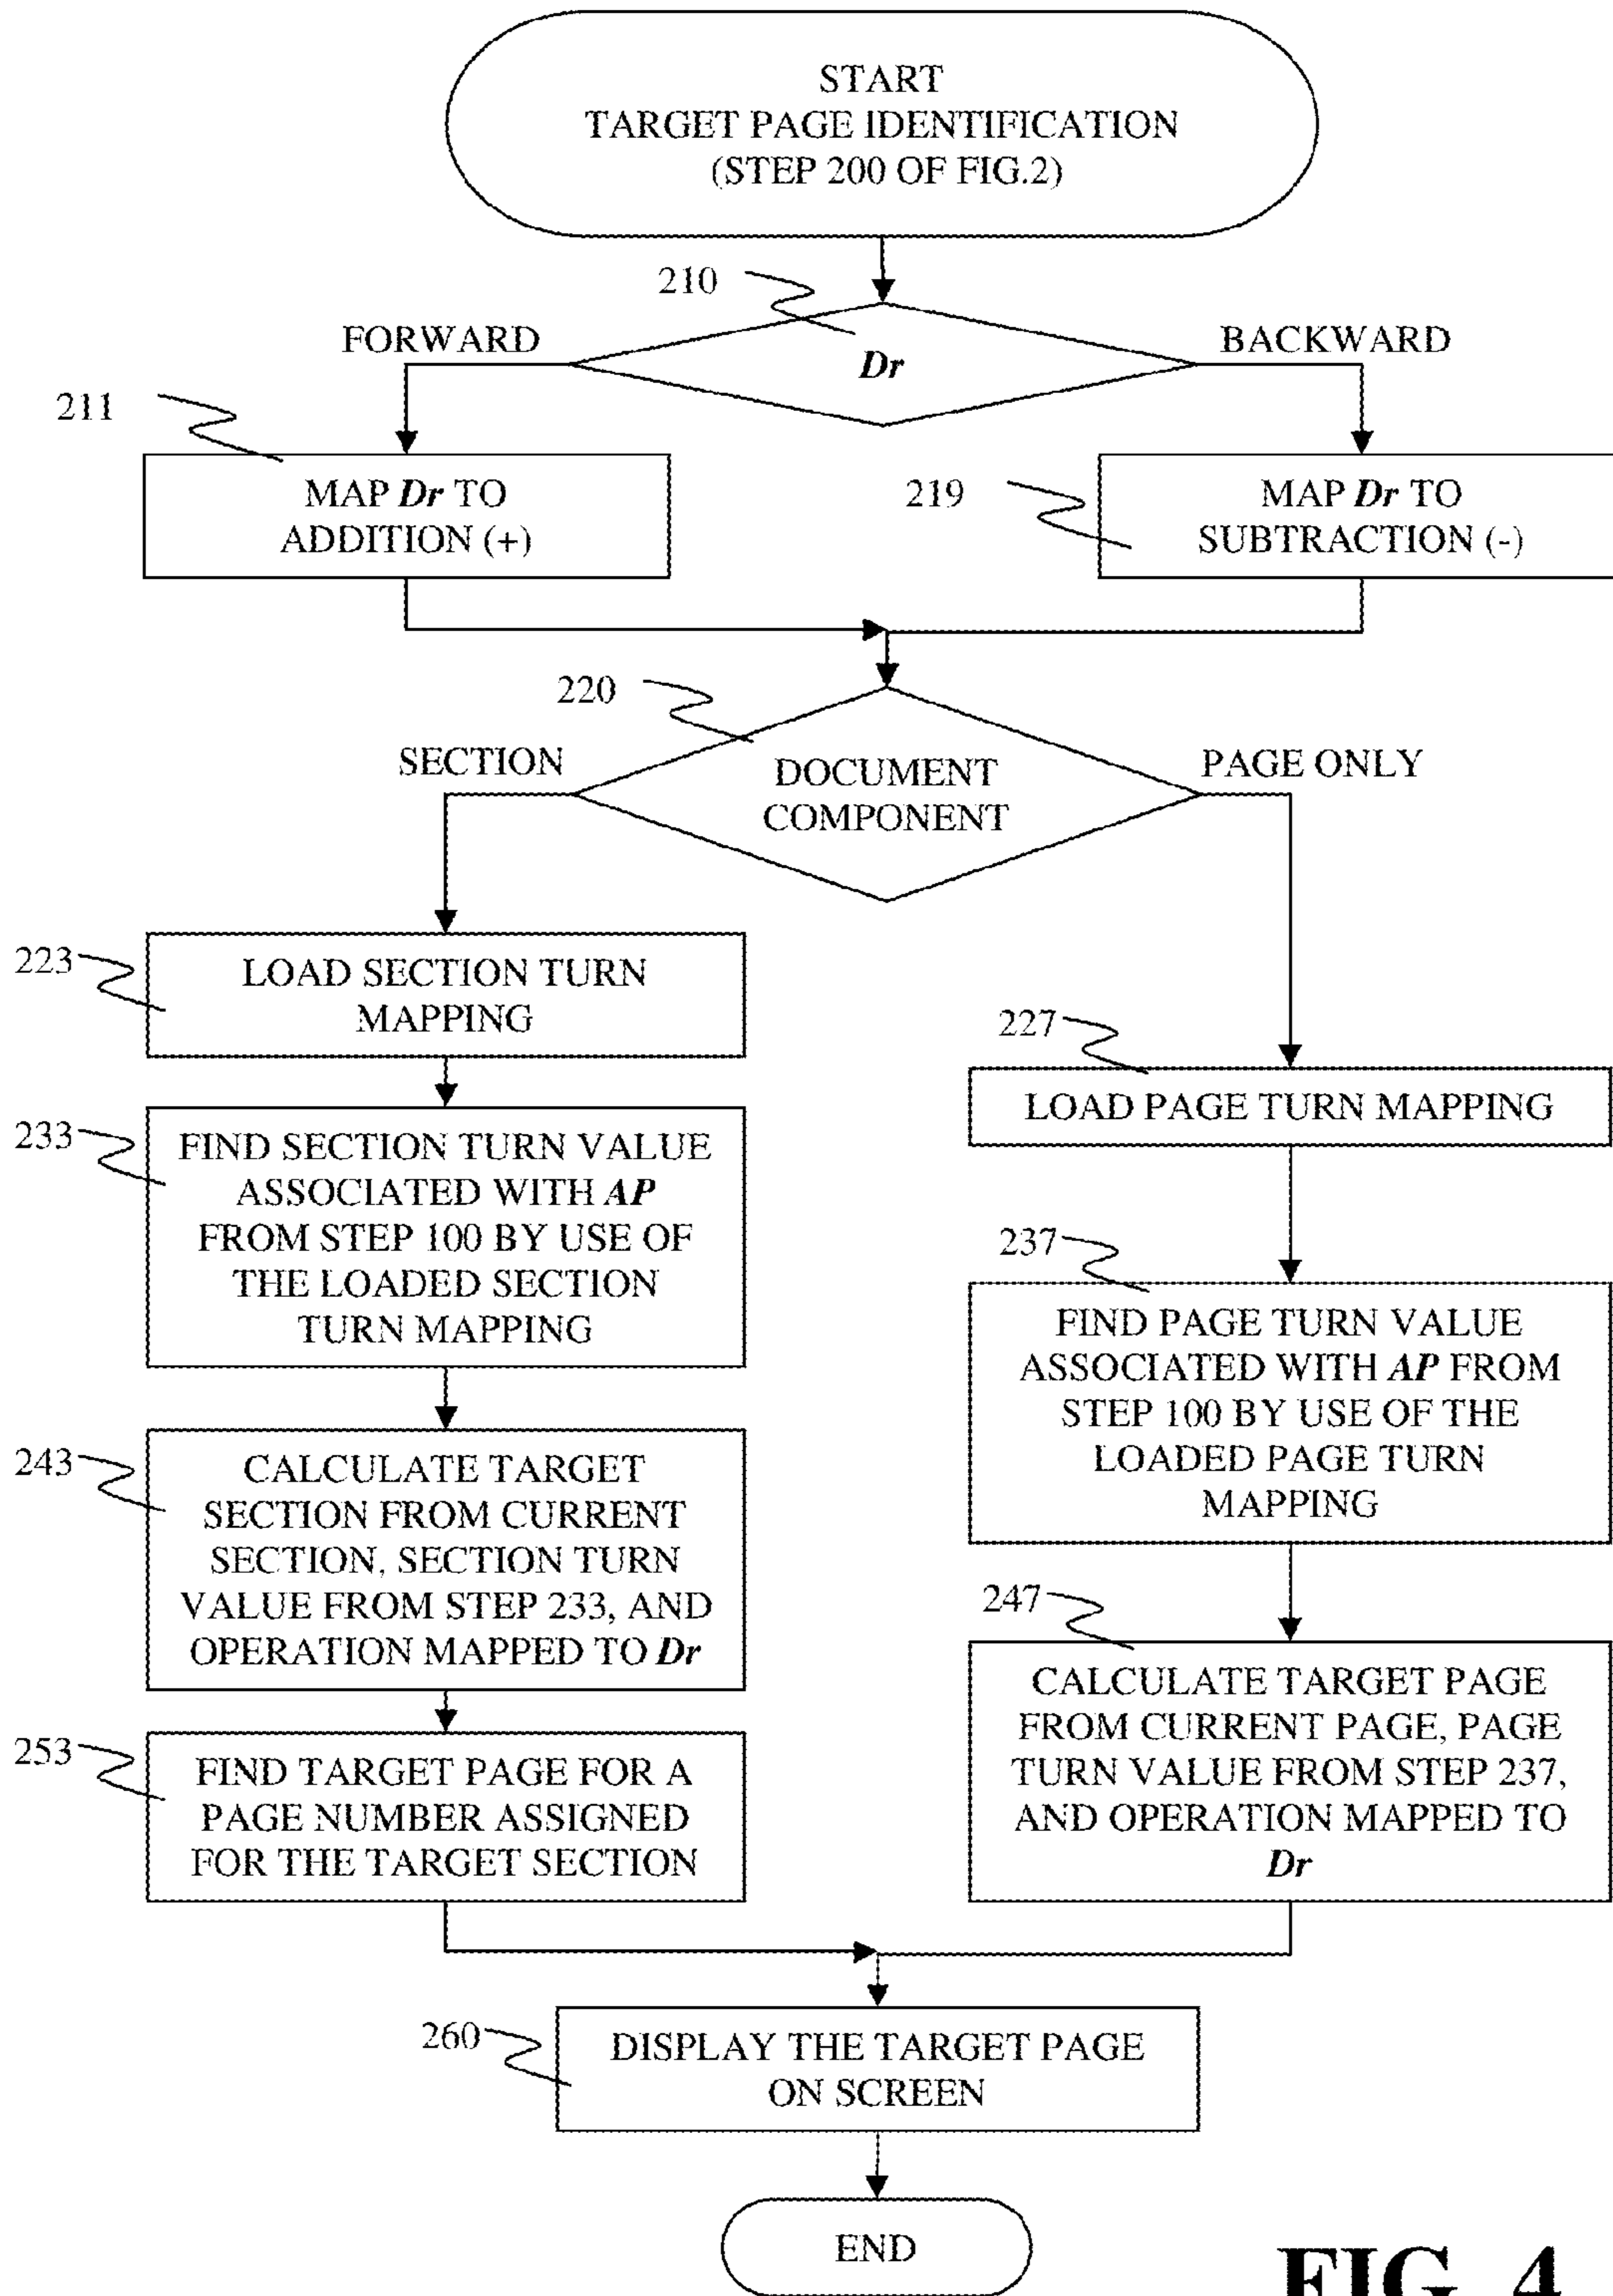 START
TARGET PAGE IDENTIFICATION
(STEP 200 OF FIG.2)
210
FORWARD
Dr
BACKWARD
211
MAP Dr TO
ADDITION (+)
219
MAP Dr TO
SUBTRACTION (-)
220
SECTION
DOCUMENT
COMPONENT
PAGE ONLY
223
LOAD SECTION TURN
MAPPING
227
LOAD PAGE TURN MAPPING
233
FIND SECTION TURN VALUE
ASSOCIATED WITH AP
FROM STEP 100 BY USE OF
THE LOADED SECTION
TURN MAPPING
237
FIND PAGE TURN VALUE
ASSOCIATED WITH AP FROM
STEP 100 BY USE OF THE
LOADED PAGE TURN
MAPPING
243
CALCULATE TARGET
SECTION FROM CURRENT
SECTION, SECTION TURN
VALUE FROM STEP 233, AND
OPERATION MAPPED TO Dr
247
CALCULATE TARGET PAGE
FROM CURRENT PAGE, PAGE
TURN VALUE FROM STEP 237,
AND OPERATION MAPPED TO
Dr
253
FIND TARGET PAGE FOR A
PAGE NUMBER ASSIGNED
FOR THE TARGET SECTION
260
DISPLAY THE TARGET PAGE
ON SCREEN
END
FIG. 4